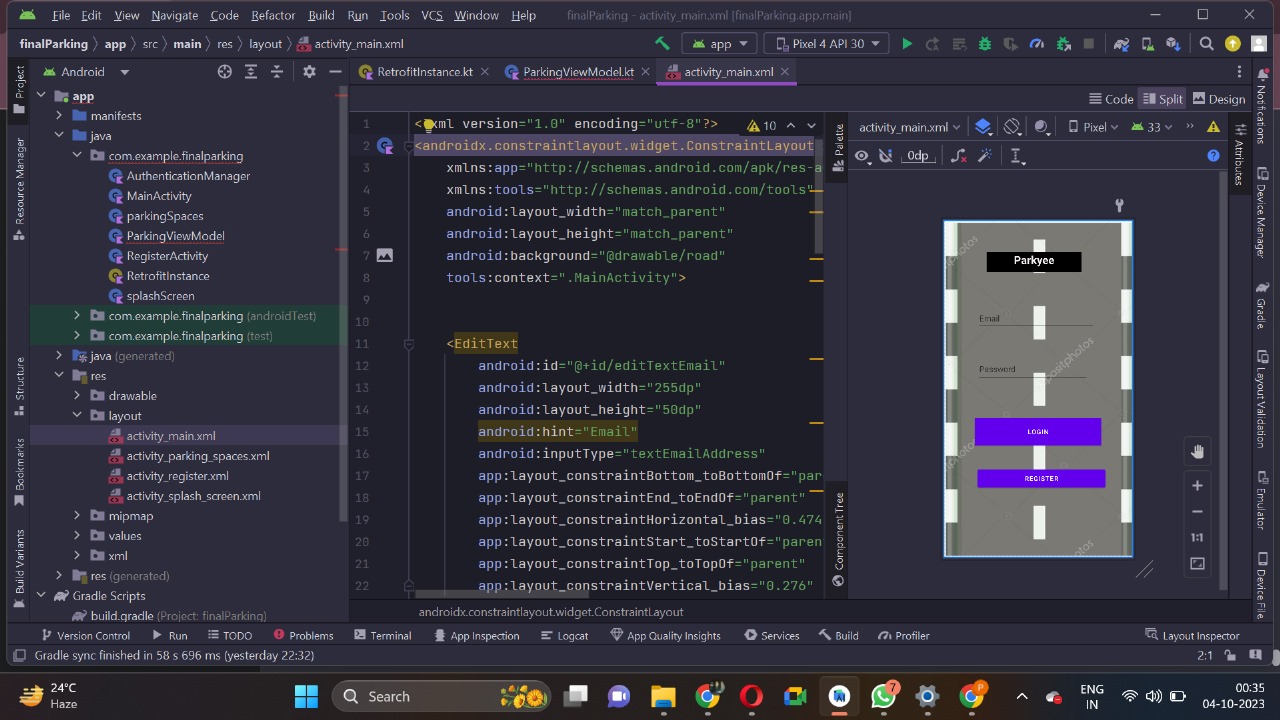 File Edit View Navigate Code Refactor Build Run Tools VCS Window Help finalParking - activity_main.xml [finalParking.app.main]
finalParking app src main res layout activity_main.xml app Pixel 4 API 30
Project
Resource Manager
Structure
Bookmarks
Build Variants
Android
app
manifests
java
com.example.finalparking
AuthenticationManager
MainActivity
parkingSpaces
ParkingViewModel
RegisterActivity
RetrofitInstance
splashScreen
com.example.finalparking (androidTest)
com.example.finalparking (test)
java (generated)
res
drawable
layout
activity_main.xml
activity_parking_spaces.xml
activity_register.xml
activity_splash_screen.xml
mipmap
values
xml
res (generated)
Gradle Scripts
build.gradle (Project: finalParking)
RetrofitInstance.kt ParkingViewModel.kt activity_main.xml
Code Split Design
10
1 <?xml version="1.0" encoding="utf-8"?>
2 <androidx.constraintlayout.widget.ConstraintLayout
3 xmlns:app="http://schemas.android.com/apk/res-a
4 xmlns:tools="http://schemas.android.com/tools"
5 android:layout_width="match_parent"
6 android:layout_height="match_parent"
7 android:background="@drawable/road"
8 tools:context=".MainActivity">
9
10
11 <EditText
12 android:id="@+id/editTextEmail"
13 android:layout_width="255dp"
14 android:layout_height="50dp"
15 android:hint="Email"
16 android:inputType="textEmailAddress"
17 app:layout_constraintBottom_toBottomOf="par
18 app:layout_constraintEnd_toEndOf="parent"
19 app:layout_constraintHorizontal_bias="0.474
20 app:layout_constraintStart_toStartOf="paren
21 app:layout_constraintTop_toTopOf="parent"
22 app:layout_constraintVertical_bias="0.276"
androidx.constraintlayout.widget.ConstraintLayout
Palette
Component Tree
activity_main.xml Pixel 33
0dp
Parkyee
Email
Password
LOGIN
REGISTER
1:1
Attributes
Notifications
Device Manager
Gradle
Layout Validation
Emulator
Device File
Version Control Run TODO Problems Terminal App Inspection Logcat App Quality Insights Services Build Profiler Layout Inspector
Gradle sync finished in 58 s 696 ms (yesterday 22:32) 2:1
24°C
Haze
Search
7
ENG
IN
00:35
04-10-2023